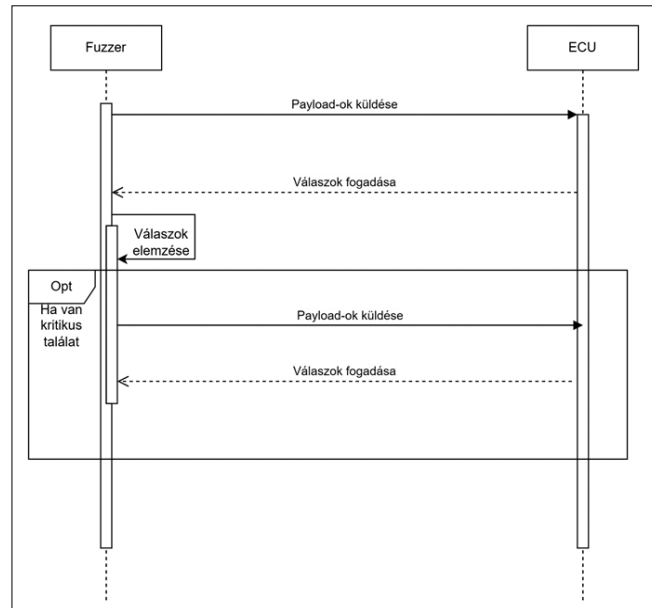 Fuzzer
ECU
Payload-ok küldése
Válaszok fogadása
Válaszok
elemzése
Opt
Ha van
kritikus
találat
Payload-ok küldése
Válaszok fogadása